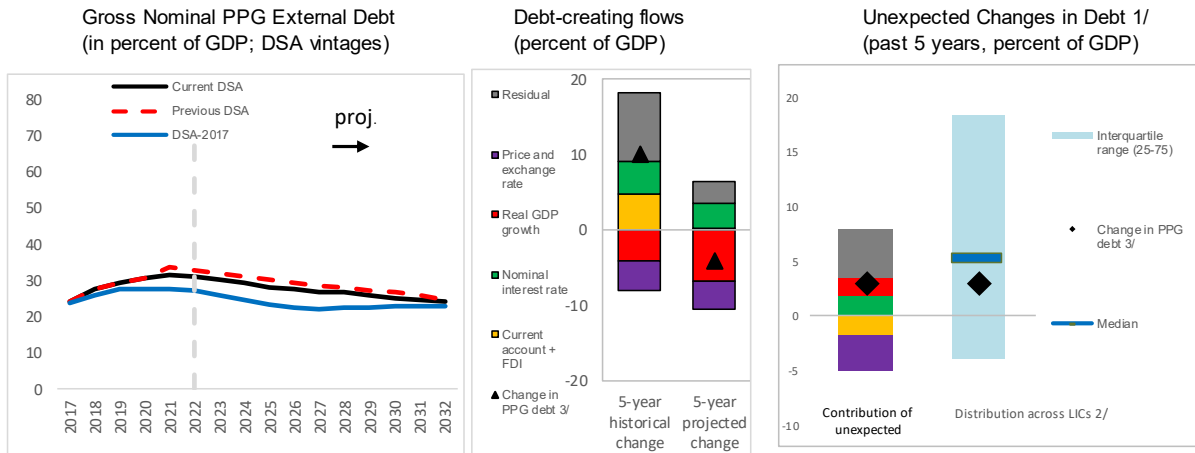 Gross Nominal PPG External Debt
(in percent of GDP; DSA vintages)
80
70
60
50
40
30
20
10
0
Current DSA
Previous DSA
DSA-2017
proj.
2017
2018
2019
2020
2021
2022
2023
2024
2025
2026
2027
2028
2029
2030
2031
2032
Debt-creating flows
(percent of GDP)
Residual
Price and
exchange rate
Real GDP
growth
Nominal
interest rate
Current
account +
FDI
Change in
PPG debt 3/
20
10
0
-10
-20
5-year
historical
change
5-year
projected
change
Unexpected Changes in Debt 1/
(past 5 years, percent of GDP)
20
15
10
5
0
-5
-10
Interquartile
range (25-75)
Change in PPG
debt 3/
Median
Contribution of
unexpected
Distribution across LICs 2/